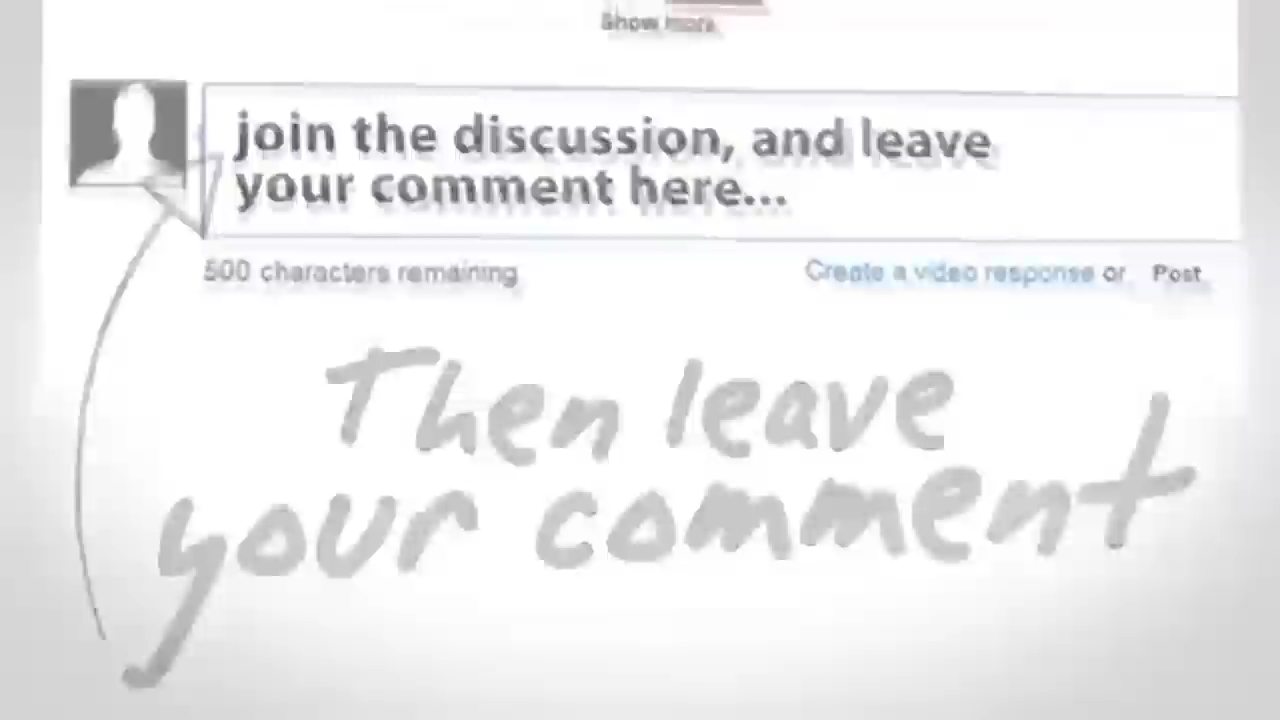 Show more
join the discussion, and leave
your comment here...
500 characters remaining
Create a video response or Post
Then leave
your comment